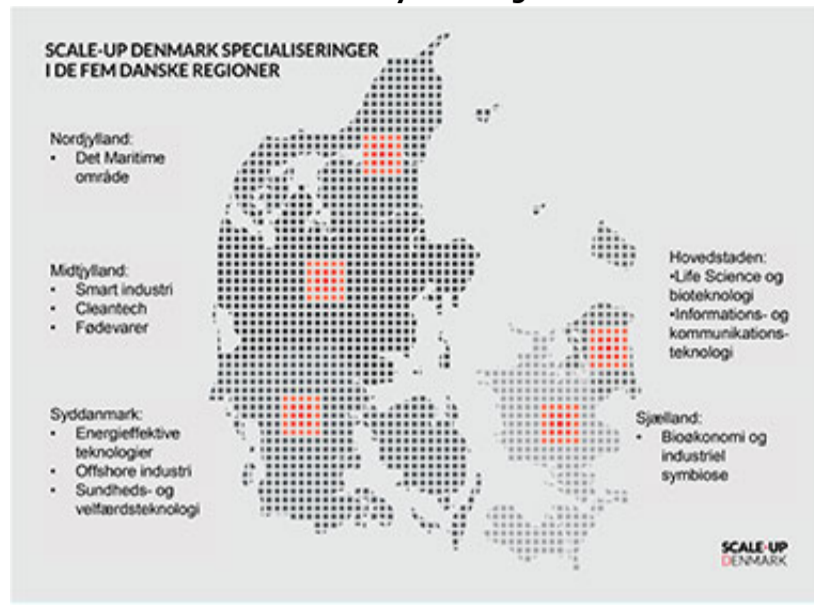 SCALE-UP DENMARK SPECIALISERINGER
I DE FEM DANSKE REGIONER
Nordjylland:
• Det Maritime
område
Midtjylland:
• Smart industri
• Cleantech
• Fødevarer
Syddanmark:
• Energieffektive
teknologier
• Offshore industri
• Sundheds- og
velfærdsteknologi
Hovedstaden:
•Life Science og
bioteknologi
•Informations- og
kommunikations-
teknologi
Sjælland:
• Bioøkonomi og
industriel
symbiose
SCALE-UP
DENMARK